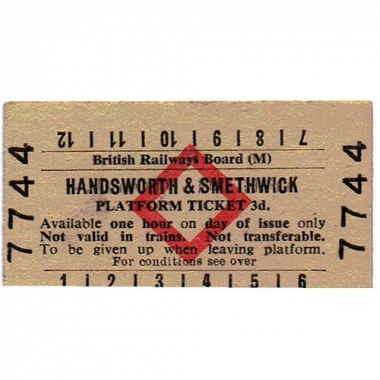 12 | 11 | 10 | 9 | 8 | 7
British Railways Board (M)
HANDSWORTH & SMETHWICK
PLATFORM TICKET 3d.
Available one hour on day of issue only
Not valid in trains. Not transferable.
To be given up when leaving platform.
For conditions see over
1 | 2 | 3 | 4 | 5 | 6
7744
7744